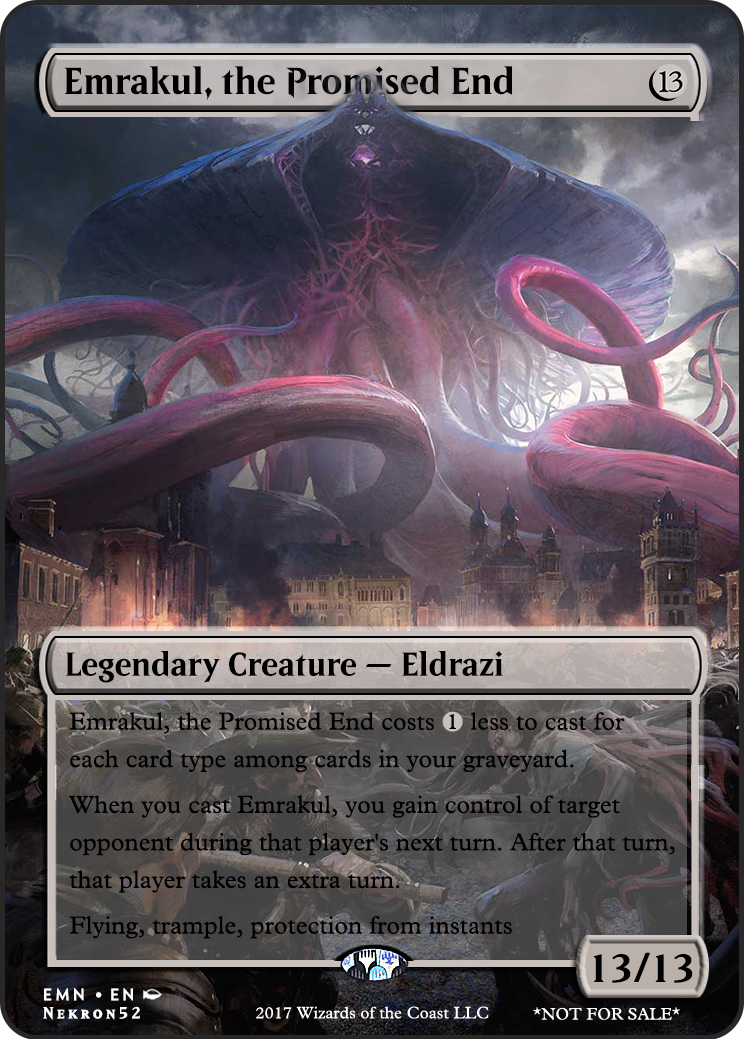 Emrakul, the Promised End 13
Legendary Creature — Eldrazi
Emrakul, the Promised End costs 1 less to cast for
each card type among cards in your graveyard.
When you cast Emrakul, you gain control of target
opponent during that player's next turn. After that turn,
that player takes an extra turn.
Flying, trample, protection from instants
13/13
EMN • EN
Nekron52
2017 Wizards of the Coast LLC
*NOT FOR SALE*